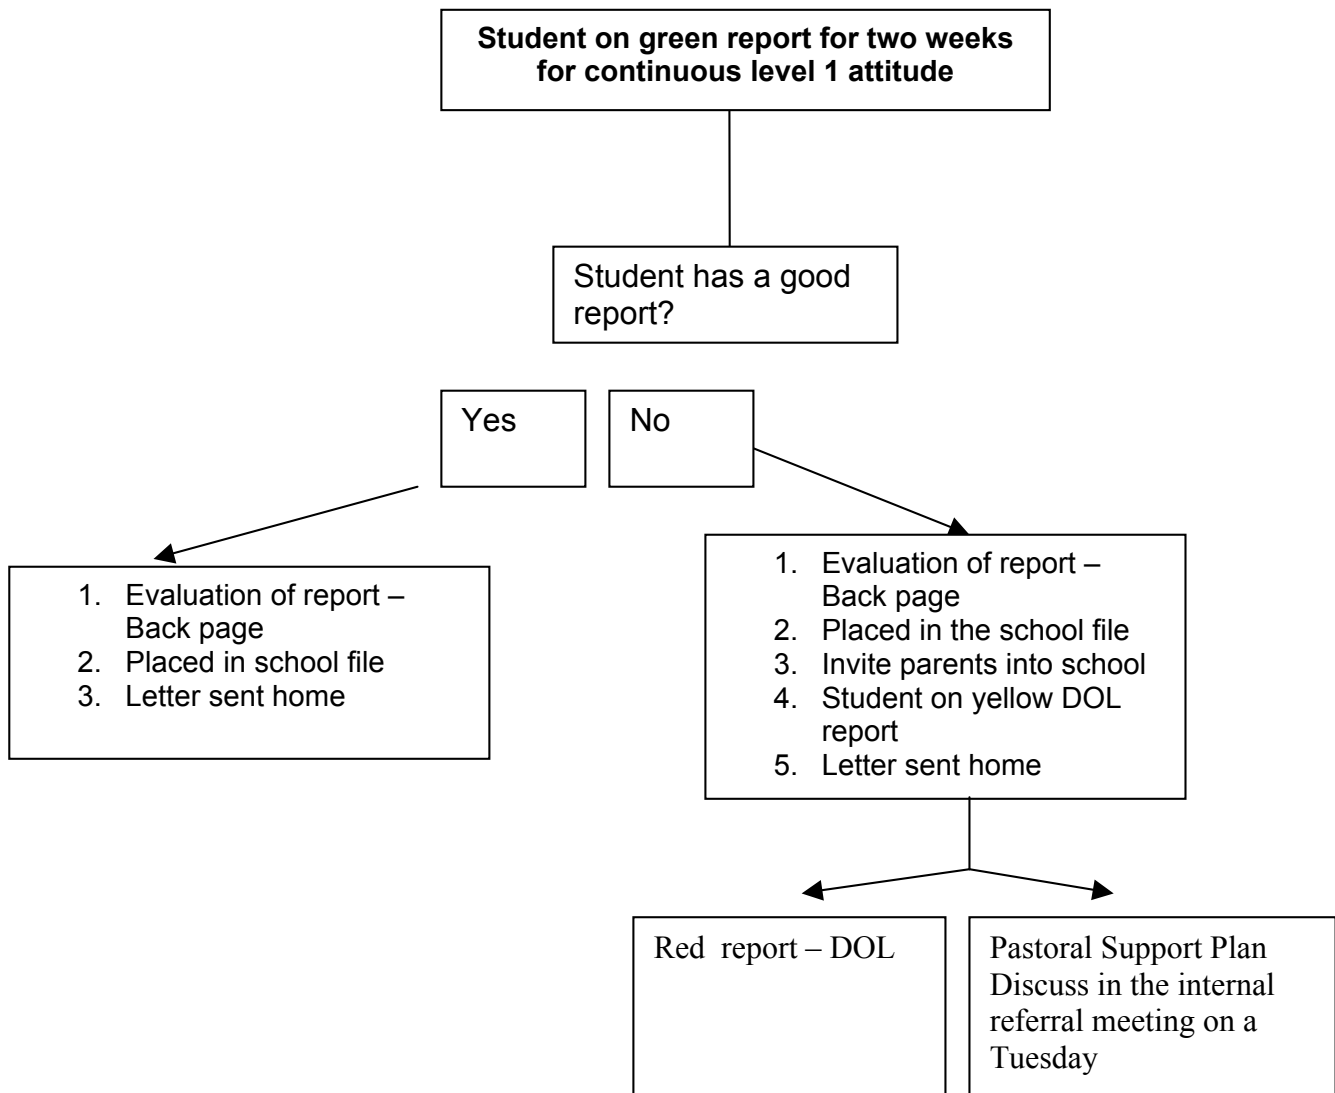 Student on green report for two weeks
for continuous level 1 attitude
Student has a good
report?
Yes
No
1. Evaluation of report –
Back page
2. Placed in school file
3. Letter sent home
1. Evaluation of report –
Back page
2. Placed in the school file
3. Invite parents into school
4. Student on yellow DOL
report
5. Letter sent home
Red report – DOL
Pastoral Support Plan
Discuss in the internal
referral meeting on a
Tuesday